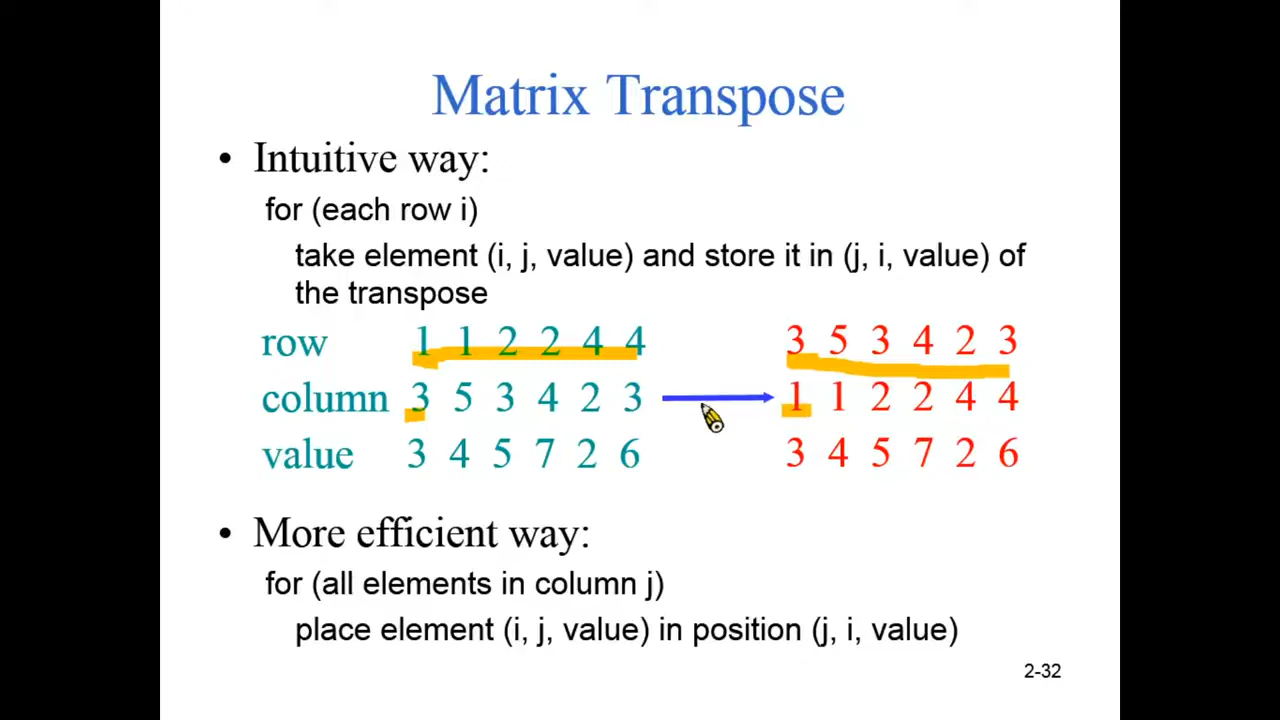 Matrix Transpose
• Intuitive way:
for (each row i)
take element (i, j, value) and store it in (j, i, value) of
the transpose
row 1 1 2 2 4 4 3 5 3 4 2 3
column 3 5 3 4 2 3 1 1 2 2 4 4
value 3 4 5 7 2 6 3 4 5 7 2 6
• More efficient way:
for (all elements in column j)
place element (i, j, value) in position (j, i, value)
2-32